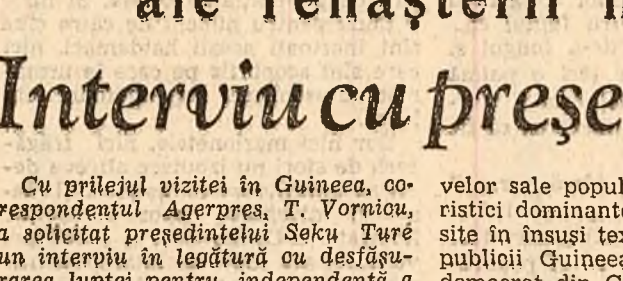 ale renașterii
Interviu cu preșe
Cu prilejul vizitei în Guineea, co-
respondentul Agerpres, T. Vornicu,
a solicitat președintelui Seku Ture
un interviu în legătură cu desfășu-
rarea luptei pentru independență a
velor sale popul
ristici dominante
site în însuși tex
publicii Guineea
democrat din G